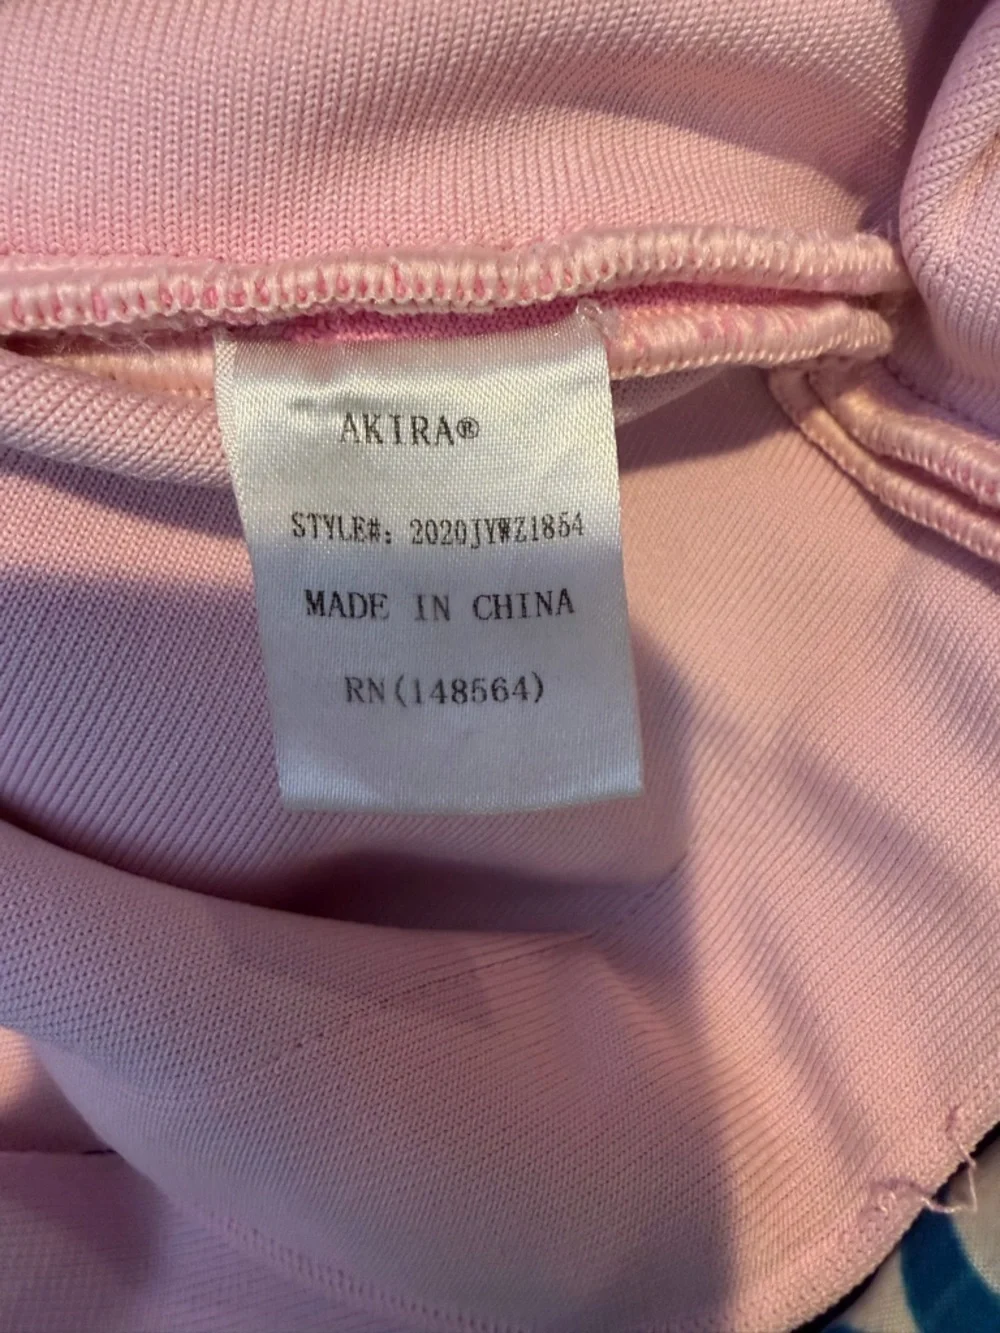 AKIRA®
STYLE#: 2020JYWZ1854
MADE IN CHINA
RN(148564)